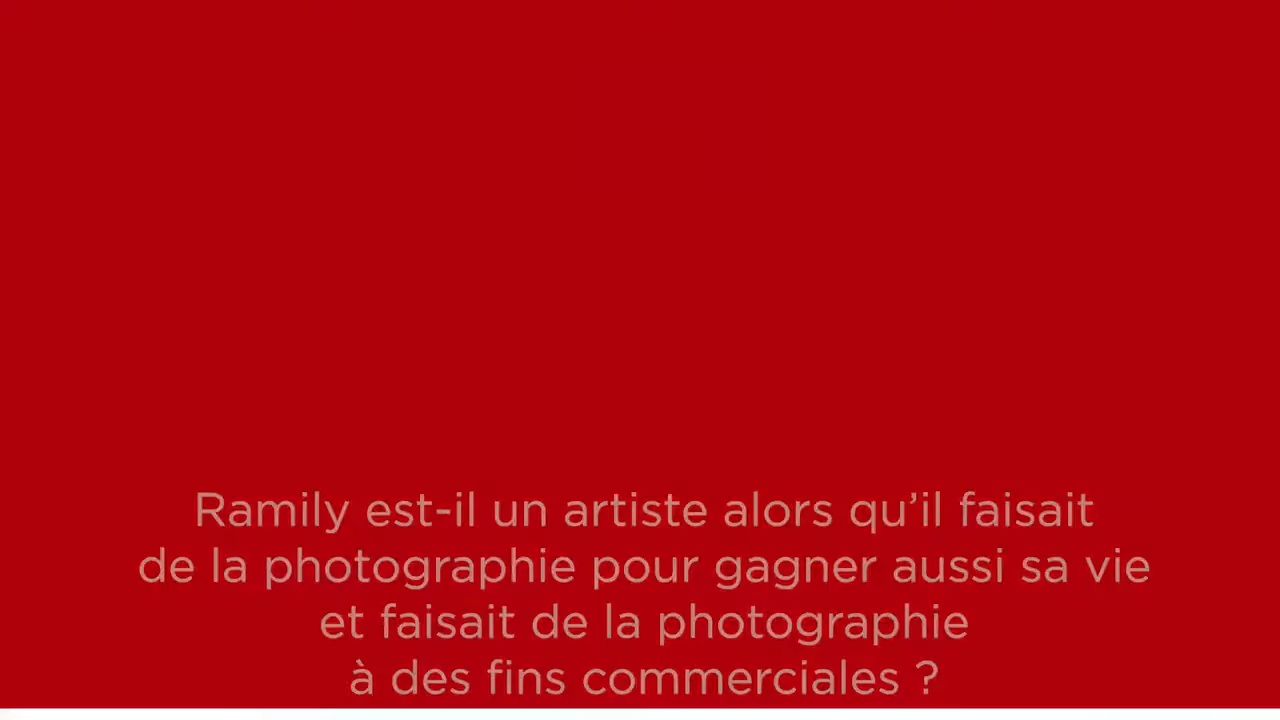 Ramily est-il un artiste alors qu’il faisait
de la photographie pour gagner aussi sa vie
et faisait de la photographie
à des fins commerciales ?